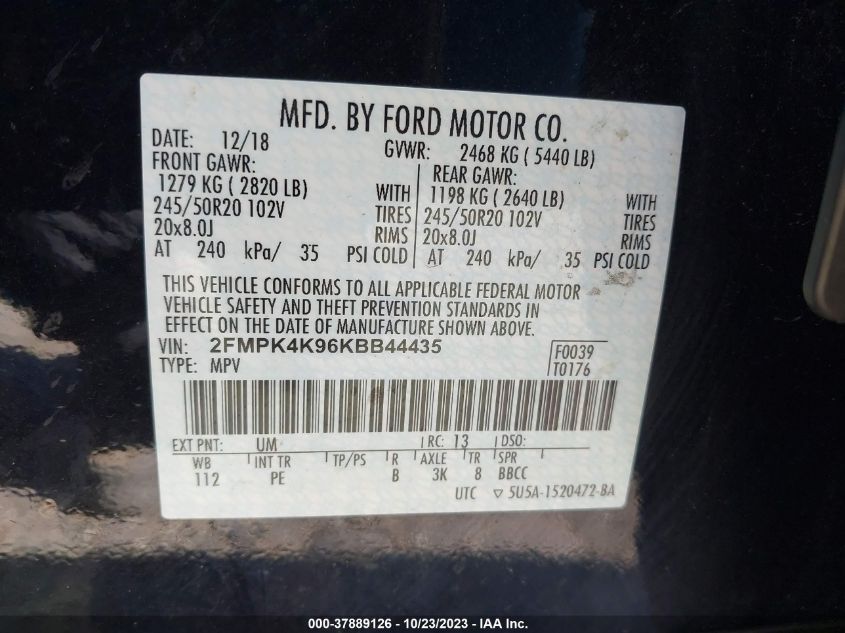 MFD. BY FORD MOTOR CO.
DATE: 12/18 GVWR: 2468 KG ( 5440 LB)
FRONT GAWR: REAR GAWR:
1279 KG ( 2820 LB) WITH 1198 KG ( 2640 LB) WITH
245/50R20 102V TIRES 245/50R20 102V TIRES
20x8.0J RIMS 20x8.0J RIMS
AT 240 kPa/ 35 PSI COLD AT 240 kPa/ 35 PSI COLD
THIS VEHICLE CONFORMS TO ALL APPLICABLE FEDERAL MOTOR
VEHICLE SAFETY AND THEFT PREVENTION STANDARDS IN
EFFECT ON THE DATE OF MANUFACTURE SHOWN ABOVE.
VIN: 2FMPK4K96KBB44435 F0039
TYPE: MPV T0176
EXT PNT: UM RC: 13 DSO:
WB INT TR TP/PS R AXLE TR SPR
112 PE B 3K 8 BBCC
UTC ▽ 5U5A-1520472-BA
000-37889126 - 10/23/2023 - IAA Inc.